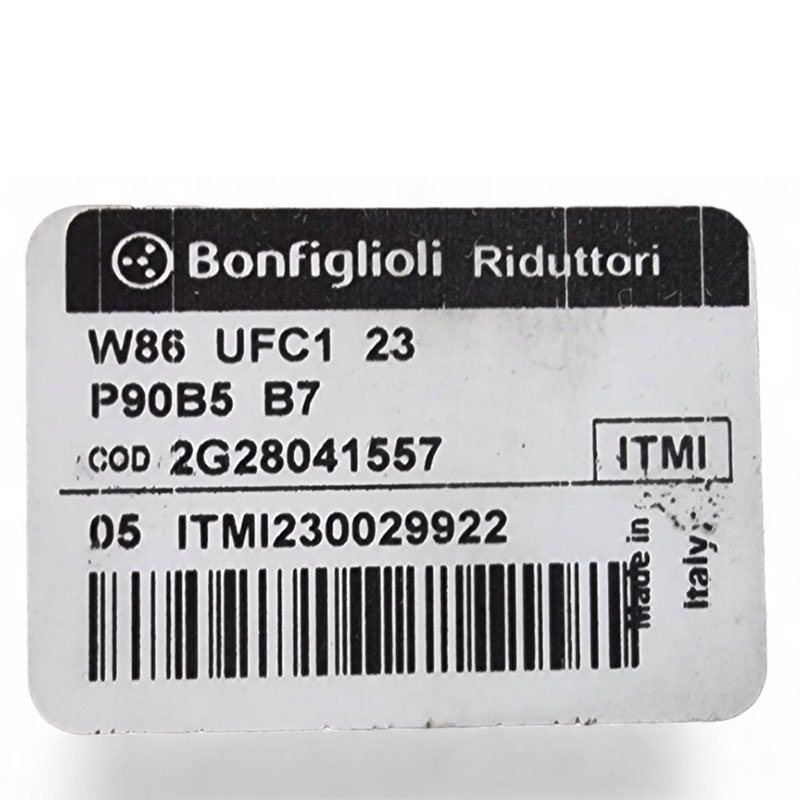 Bonfiglioli Riduttori
W86 UFC1 23
P90B5 B7
COD 2G28041557
ITMI
05 ITMI230029922
Made in
Italy